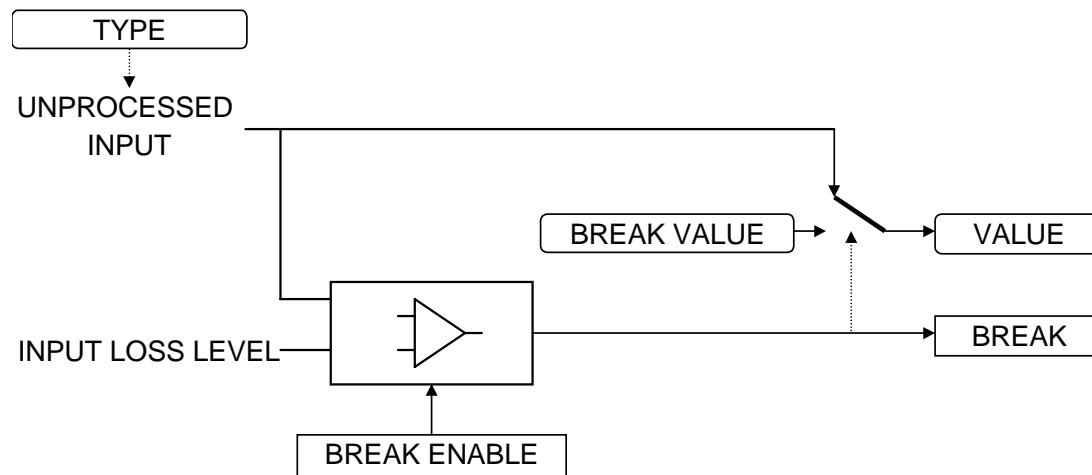 TYPE
UNPROCESSED
INPUT
BREAK VALUE
VALUE
INPUT LOSS LEVEL
BREAK
BREAK ENABLE